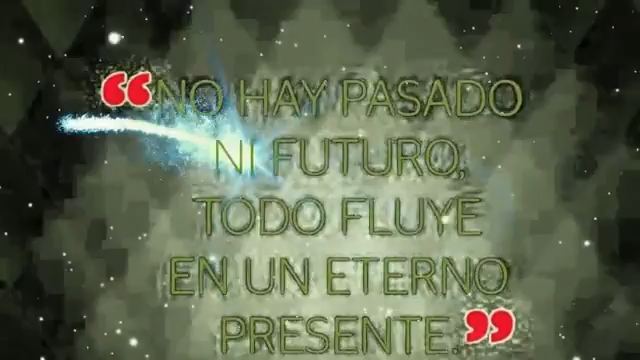 “NO HAY PASADO
NI FUTURO,
TODO FLUYE
EN UN ETERNO
PRESENTE.”